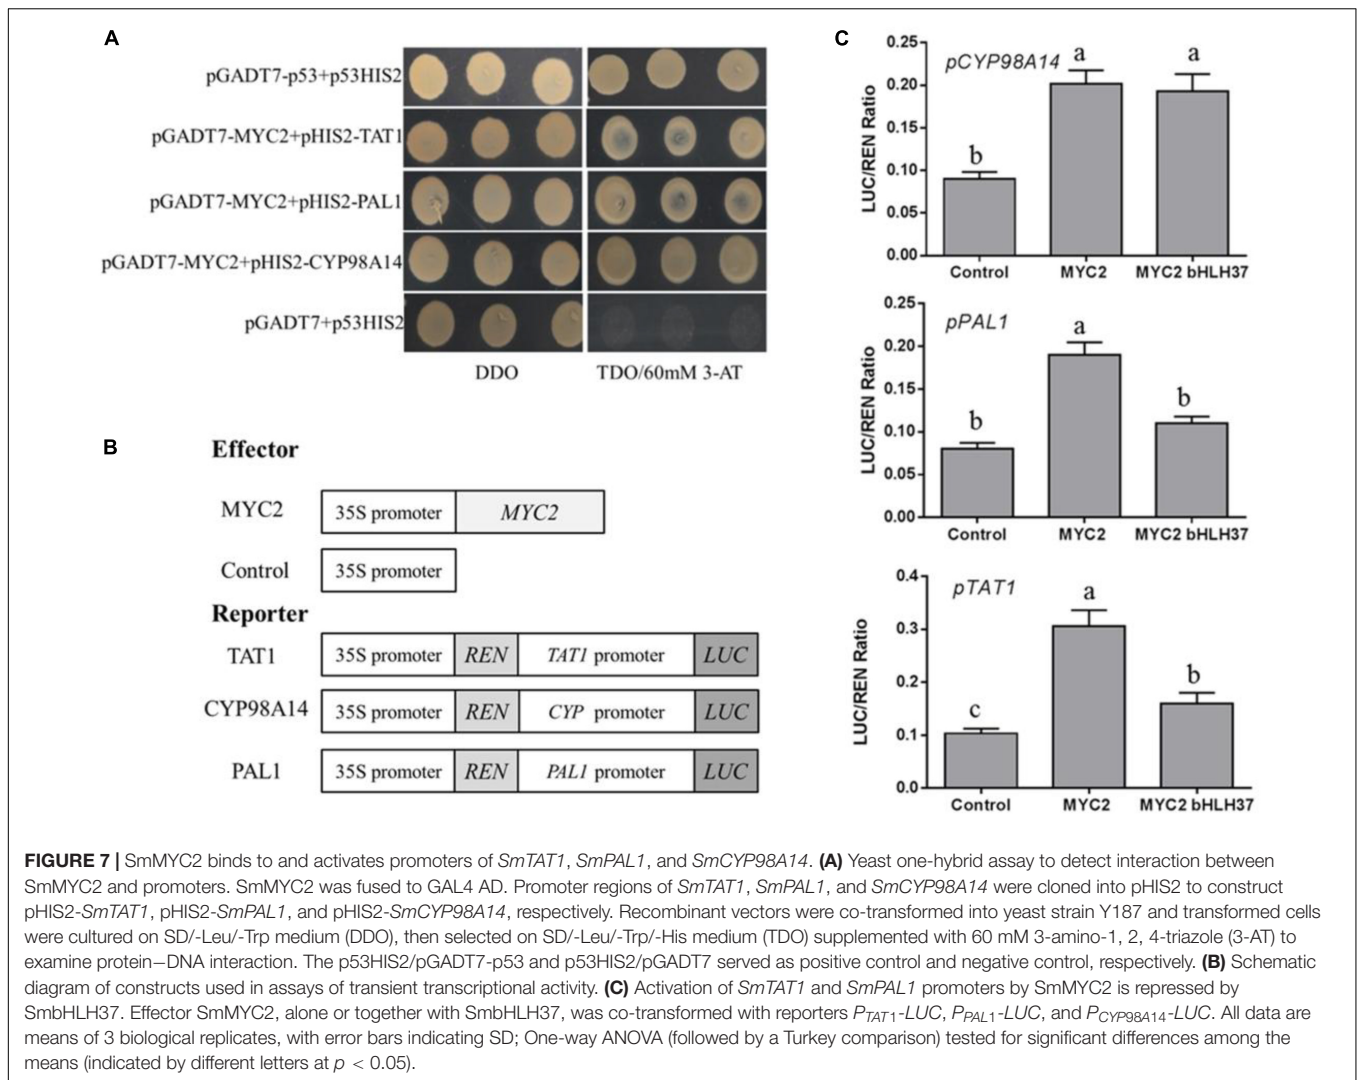 A
pGADT7-p53+p53HIS2
pGADT7-MYC2+pHIS2-TAT1
pGADT7-MYC2+pHIS2-PAL1
pGADT7-MYC2+pHIS2-CYP98A14
pGADT7+p53HIS2
DDO
TDO/60mM 3-AT
B
Effector
MYC2
35S promoter
MYC2
Control
35S promoter
Reporter
TAT1
35S promoter
REN
TAT1 promoter
LUC
CYP98A14
35S promoter
REN
CYP promoter
LUC
PAL1
35S promoter
REN
PAL1 promoter
LUC
C
pCYP98A14
LUC/REN Ratio
0.25
0.20
0.15
0.10
0.05
0.00
b
a
a
Control
MYC2
MYC2 bHLH37
pPAL1
LUC/REN Ratio
0.25
0.20
0.15
0.10
0.05
0.00
b
a
b
Control
MYC2
MYC2 bHLH37
pTAT1
LUC/REN Ratio
0.4
0.3
0.2
0.1
0.0
c
a
b
Control
MYC2
MYC2 bHLH37
FIGURE 7 | SmMYC2 binds to and activates promoters of SmTAT1, SmPAL1, and SmCYP98A14. (A) Yeast one-hybrid assay to detect interaction between
SmMYC2 and promoters. SmMYC2 was fused to GAL4 AD. Promoter regions of SmTAT1, SmPAL1, and SmCYP98A14 were cloned into pHIS2 to construct
pHIS2-SmTAT1, pHIS2-SmPAL1, and pHIS2-SmCYP98A14, respectively. Recombinant vectors were co-transformed into yeast strain Y187 and transformed cells
were cultured on SD/-Leu/-Trp medium (DDO), then selected on SD/-Leu/-Trp/-His medium (TDO) supplemented with 60 mM 3-amino-1, 2, 4-triazole (3-AT) to
examine protein−DNA interaction. The p53HIS2/pGADT7-p53 and p53HIS2/pGADT7 served as positive control and negative control, respectively. (B) Schematic
diagram of constructs used in assays of transient transcriptional activity. (C) Activation of SmTAT1 and SmPAL1 promoters by SmMYC2 is repressed by
SmbHLH37. Effector SmMYC2, alone or together with SmbHLH37, was co-transformed with reporters PTAT1-LUC, PPAL1-LUC, and PCYP98A14-LUC. All data are
means of 3 biological replicates, with error bars indicating SD; One-way ANOVA (followed by a Turkey comparison) tested for significant differences among the
means (indicated by different letters at p < 0.05).